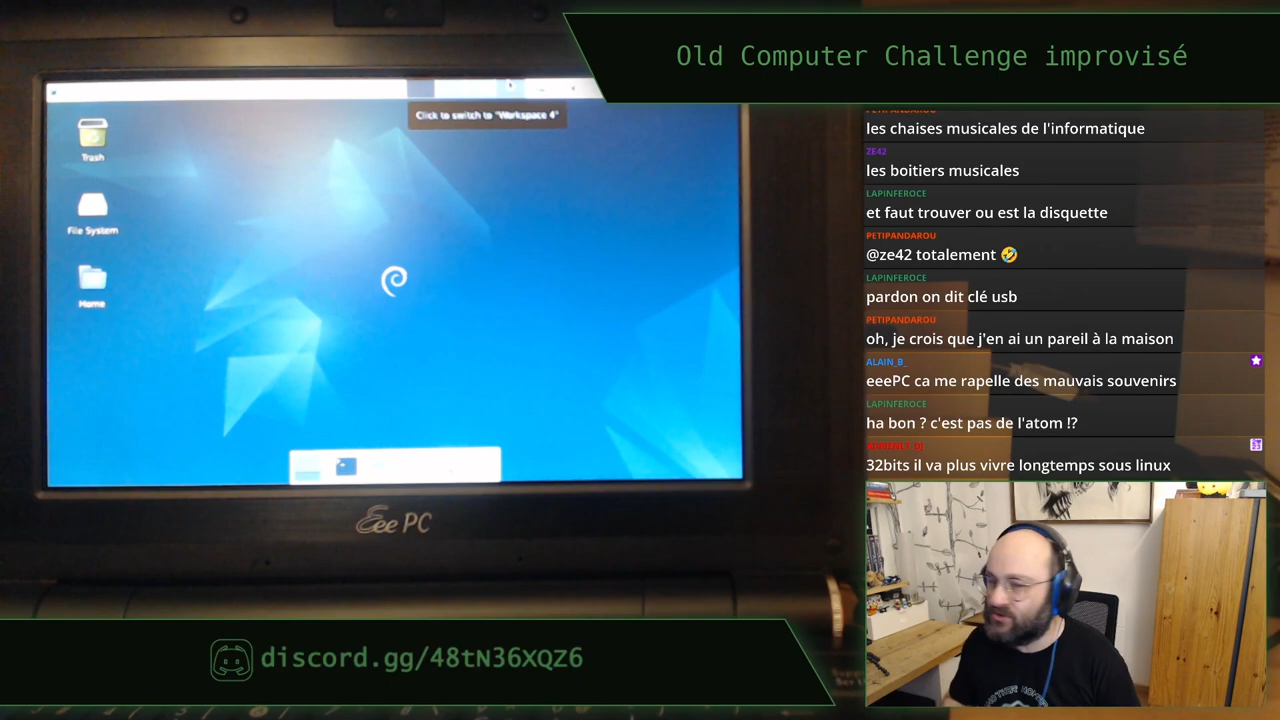 Old Computer Challenge improvisé
Click to switch to "Workspace 4"
Trash
File System
Home
Eee PC
discord.gg/48tN36XQZ6
PETIPANDAROU
les chaises musicales de l'informatique
ZE42
les boitiers musicales
LAPINFEROCE
et faut trouver ou est la disquette
PETIPANDAROU
@ze42 totalement 🤣
LAPINFEROCE
pardon on dit clé usb
PETIPANDAROU
oh, je crois que j'en ai un pareil à la maison
ALAIN_B_
eeePC ca me rapelle des mauvais souvenirs
LAPINFEROCE
ha bon ? c'est pas de l'atom !?
32bits il va plus vivre longtemps sous linux